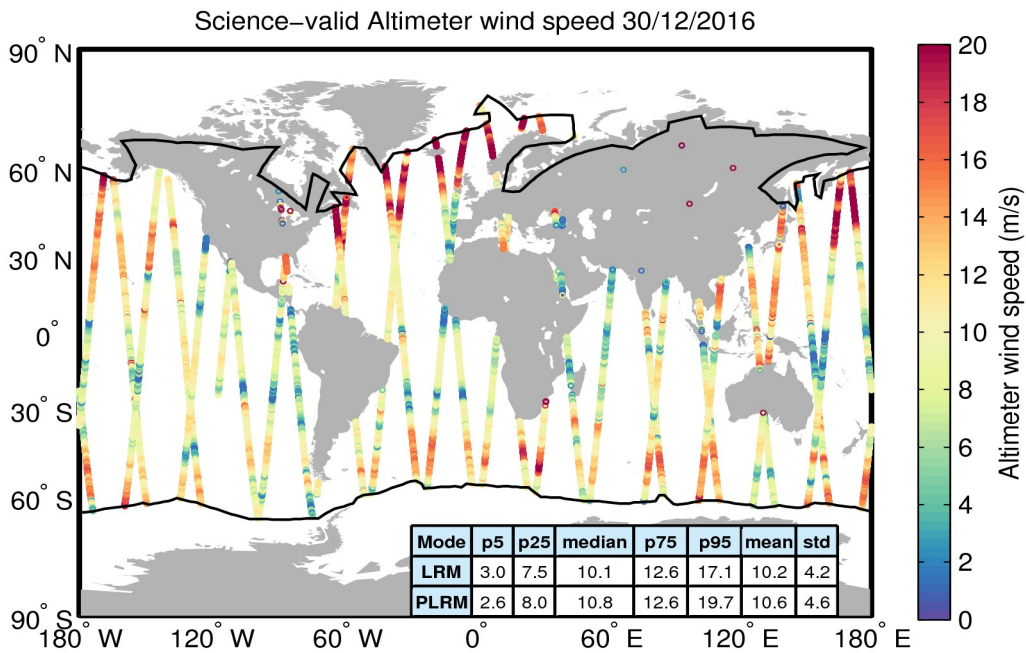 Science−valid Altimeter wind speed 30/12/2016
90° N
60° N
30° N
0°
30° S
60° S
90° S
180° W
120° W
60° W
0°
60° E
120° E
180° E
Mode p5 p25 median p75 p95 mean std
LRM 3.0 7.5 10.1 12.6 17.1 10.2 4.2
PLRM 2.6 8.0 10.8 12.6 19.7 10.6 4.6
20
18
16
14
12
10
8
6
4
2
0
Altimeter wind speed (m/s)